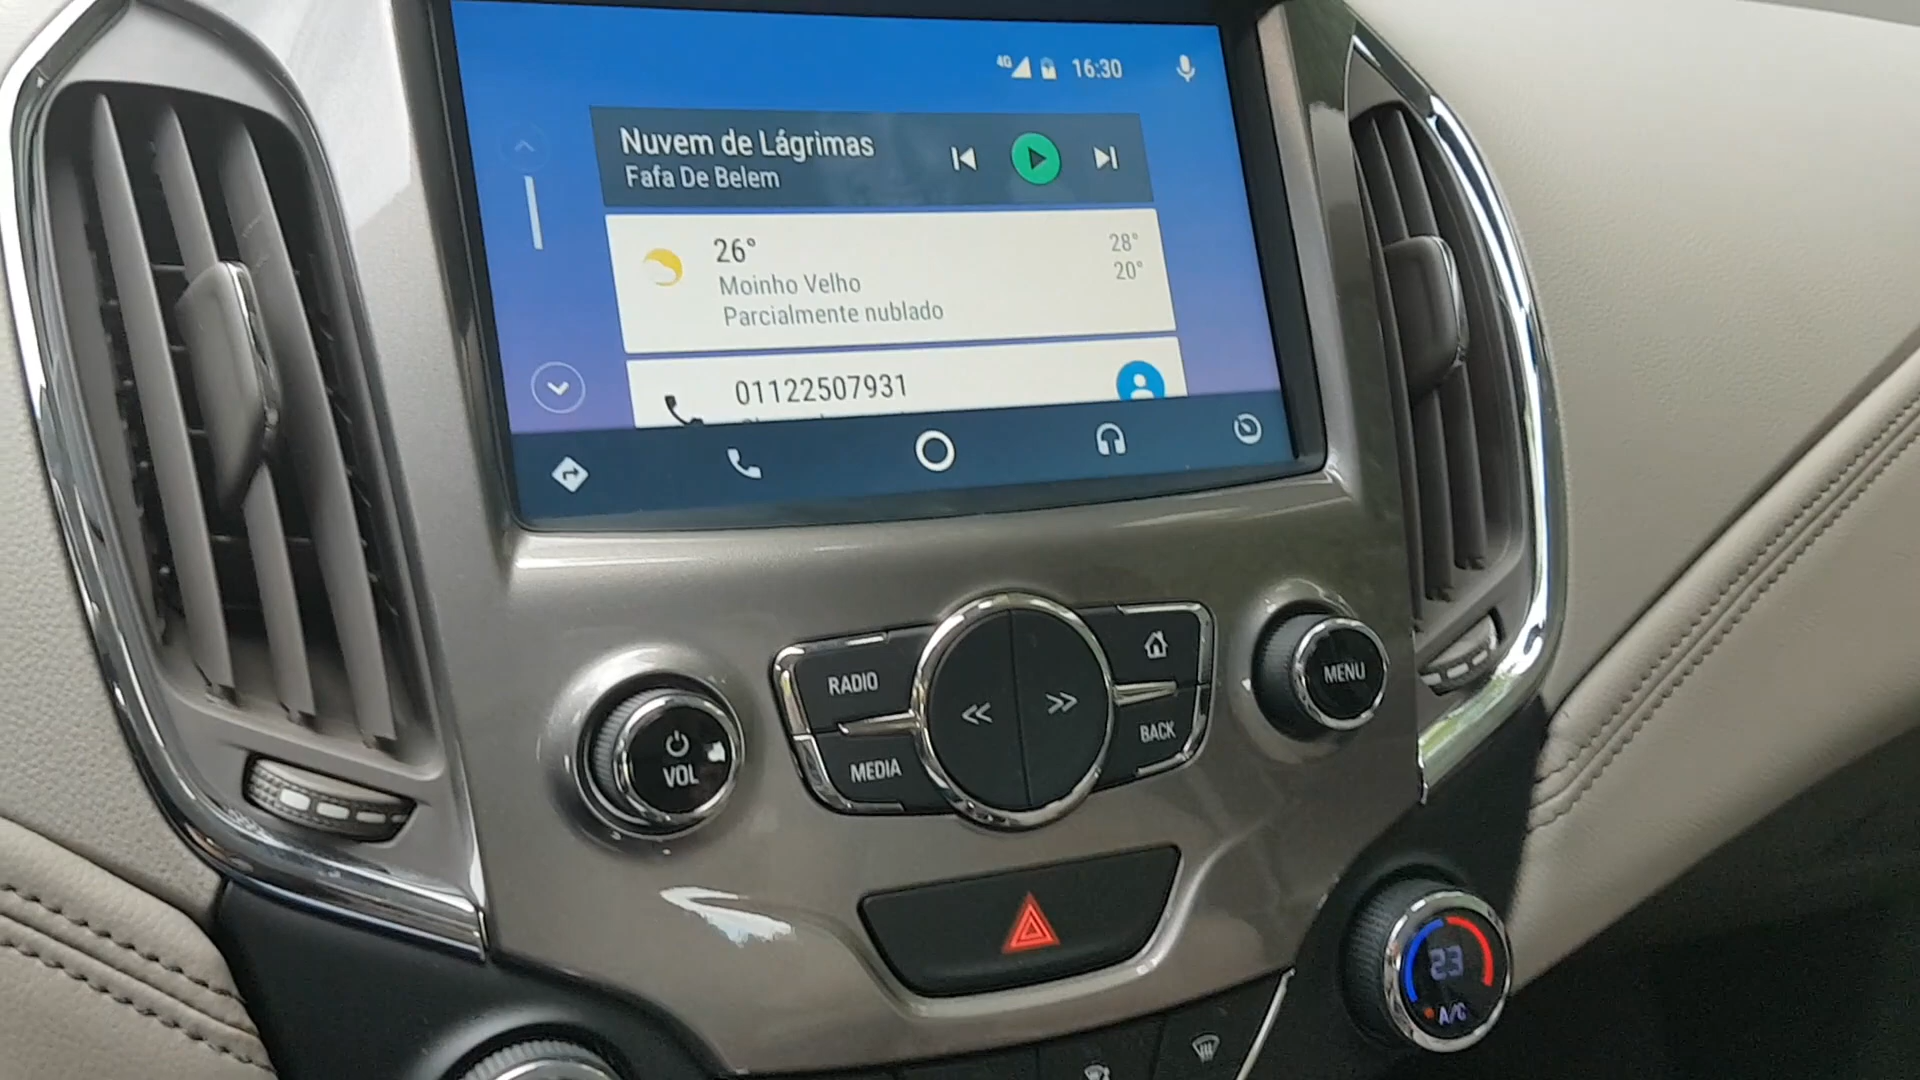 4G 16:30
Nuvem de Lágrimas
Fafa De Belem
26°
28°
Moinho Velho
20°
Parcialmente nublado
01122507931
RADIO
MENU
VOL
MEDIA
BACK
23
A/C